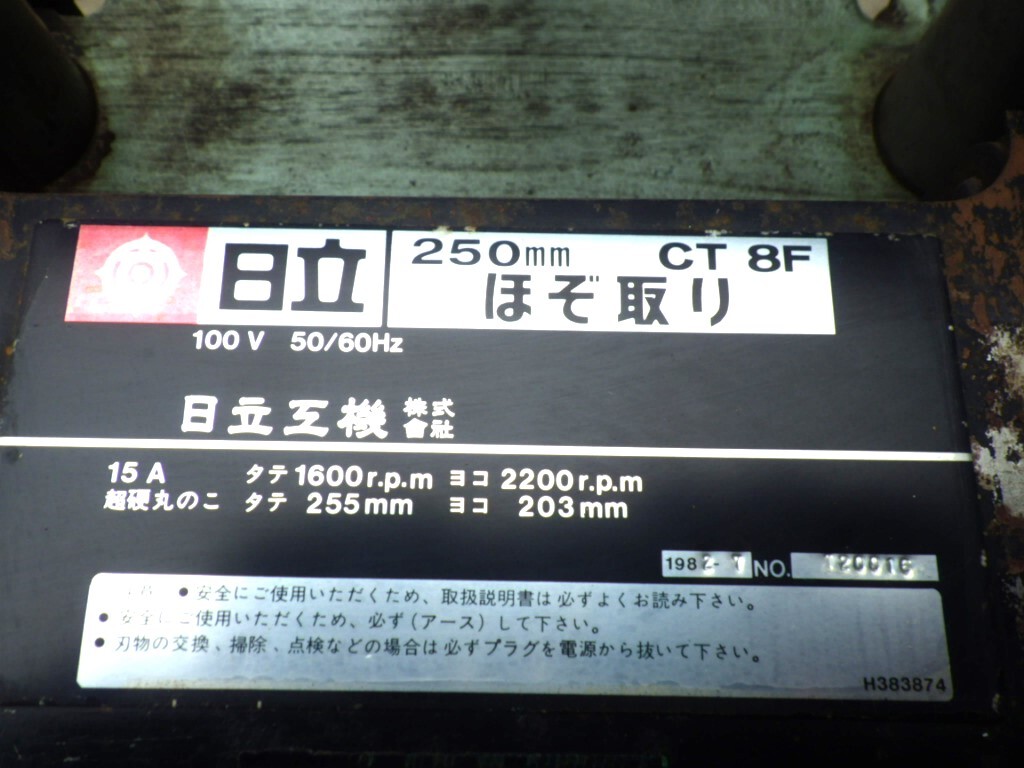 日立
250mm CT 8F
ほぞ取り
100 V 50/60Hz
日立工機 株式會社
15 A タテ 1600r.p.m ヨコ 2200r.p.m
超硬丸のこ タテ 255mm ヨコ 203mm
1982- NO.
● 安全にご使用いただくため、取扱説明書は必ずよくお読み下さい。
● 安全にご使用いただくため、必ず(アース)して下さい。
● 刃物の交換、掃除、点検などの場合は必ずプラグを電源から抜いて下さい。
H383874